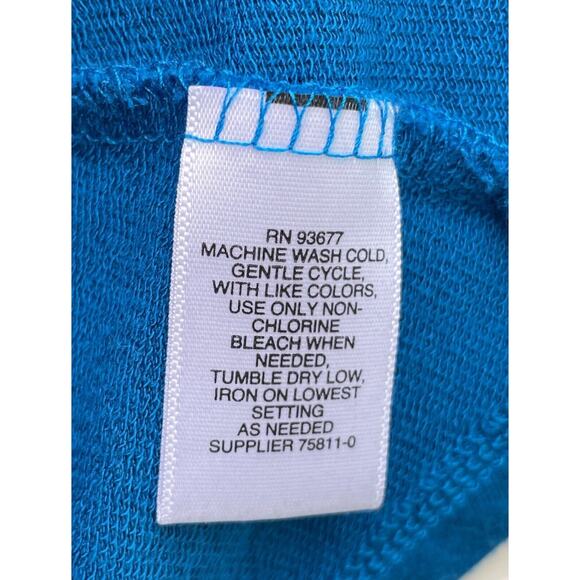 RN 93677
MACHINE WASH COLD,
GENTLE CYCLE,
WITH LIKE COLORS,
USE ONLY NON-
CHLORINE
BLEACH WHEN
NEEDED,
TUMBLE DRY LOW,
IRON ON LOWEST
SETTING
AS NEEDED
SUPPLIER 75811-0